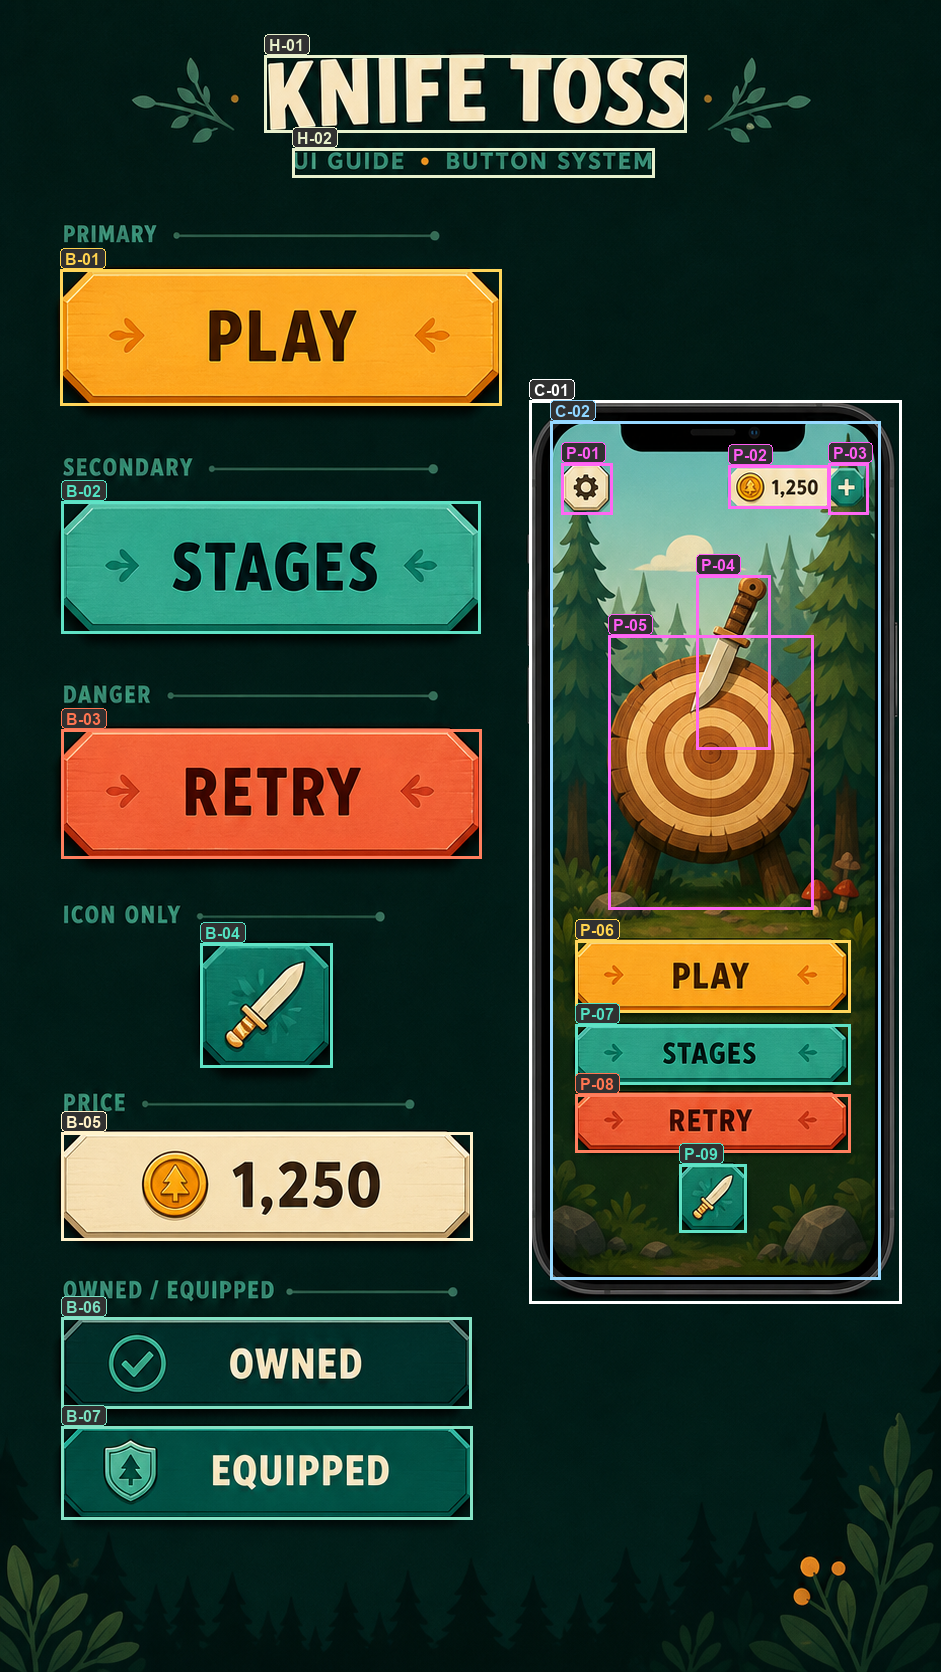 H-01
KNIFE TOSS
H-02
UI GUIDE • BUTTON SYSTEM
PRIMARY
B-01
PLAY
SECONDARY
B-02
STAGES
DANGER
B-03
RETRY
ICON ONLY
B-04
PRICE
B-05
1,250
OWNED / EQUIPPED
B-06
OWNED
B-07
EQUIPPED
C-01
C-02
P-01
P-02
P-03
1,250
+
P-04
P-05
P-06
PLAY
P-07
STAGES
P-08
RETRY
P-09